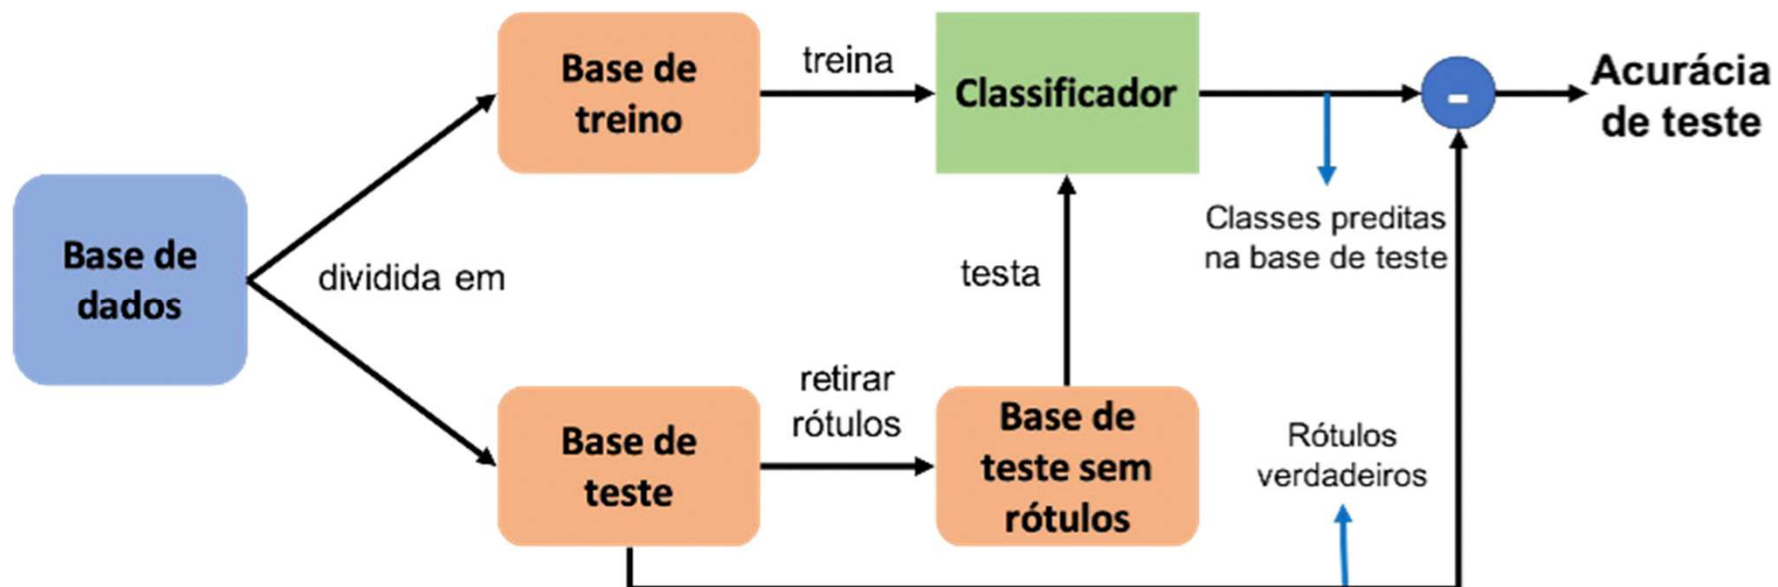 Base de
dados
dividida em
Base de
treino
treina
Classificador
-
Acurácia
de teste
Classes preditas
na base de teste
testa
Base de
teste
retirar
rótulos
Base de
teste sem
rótulos
Rótulos
verdadeiros